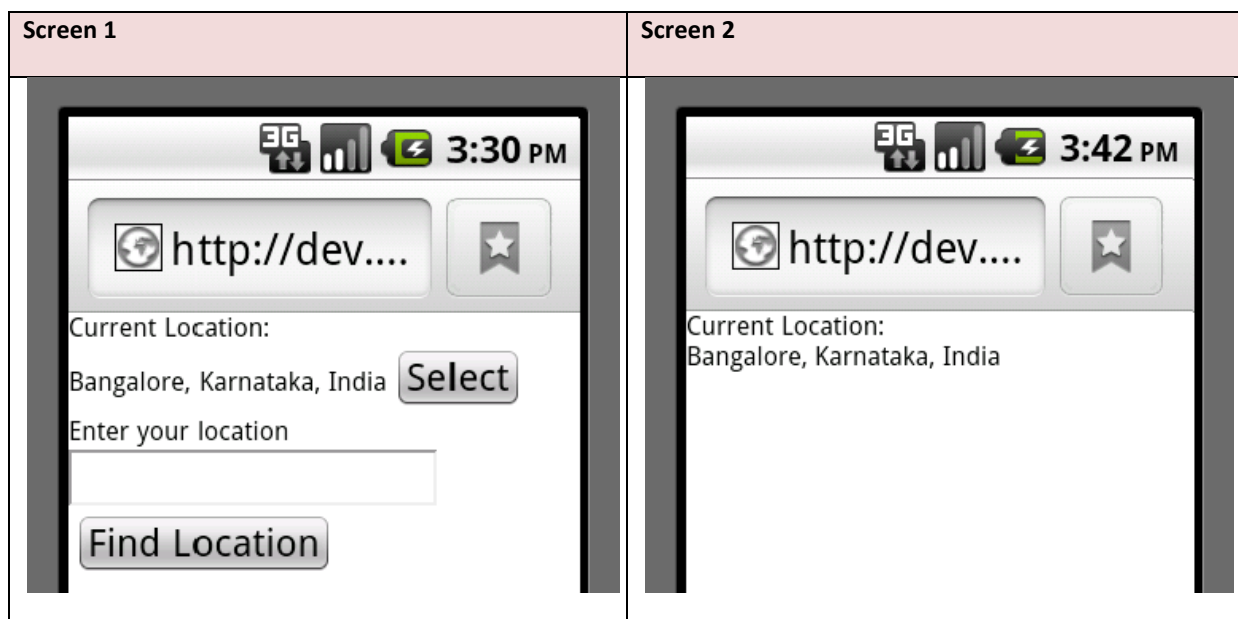 Screen 1
3G 3:30 PM
http://dev....
Current Location:
Bangalore, Karnataka, India Select
Enter your location
Find Location
Screen 2
3G 3:42 PM
http://dev....
Current Location:
Bangalore, Karnataka, India